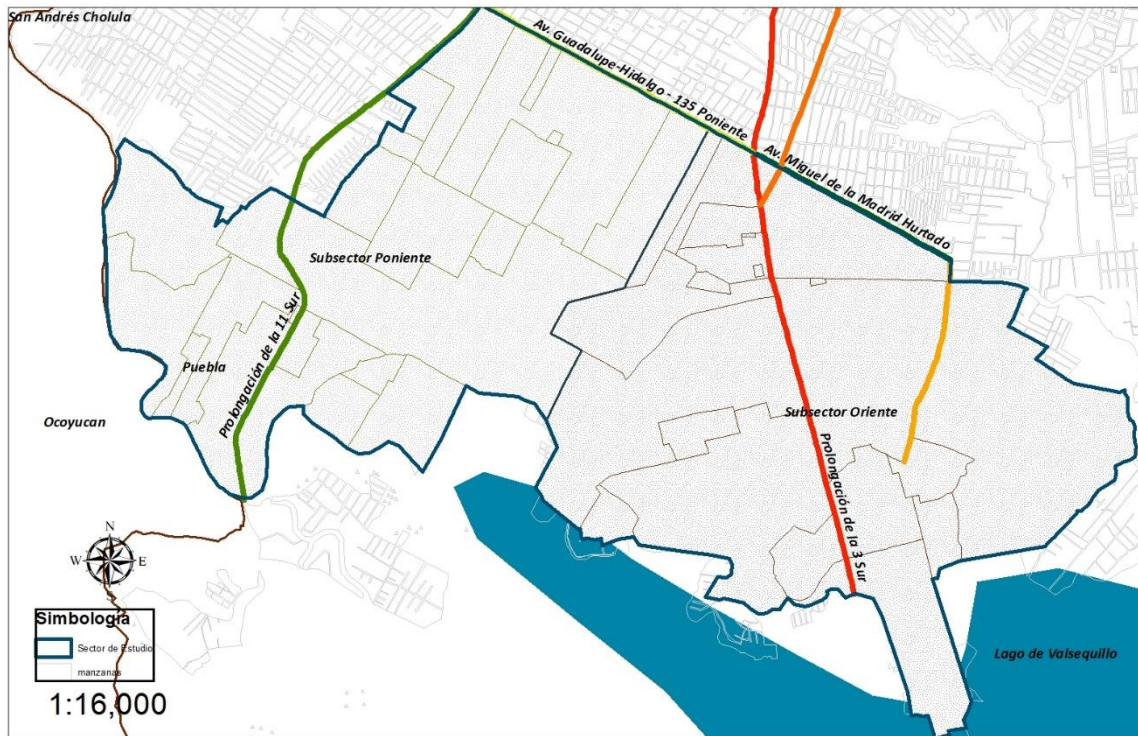 San Andrés Cholula
Av. Guadalupe-Hidalgo - 135 Poniente
Av. Miguel de la Madrid Hurtado
Subsector Poniente
Prolongación de la 11 Sur
Puebla
Ocoyucan
Subsector Oriente
Prolongación de la 3 Sur
N
W
E
S
Simbología
Sector de Estudio
manzanas
1:16,000
Lago de Valsequillo